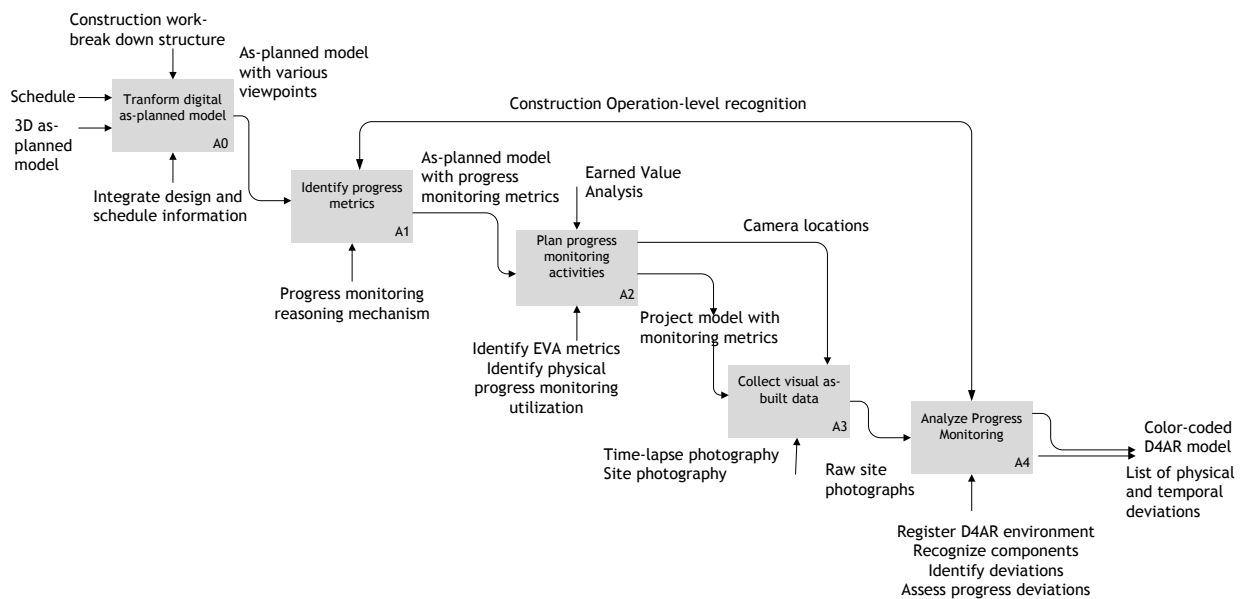 Construction work-
break down structure
As-planned model
with various
viewpoints
Schedule
3D as-
planned
model
Tranform digital
as-planned model
A0
Integrate design and
schedule information
Construction Operation-level recognition
Identify progress
metrics
A1
As-planned model
with progress
monitoring metrics
Progress monitoring
reasoning mechanism
Earned Value
Analysis
Plan progress
monitoring
activities
A2
Camera locations
Identify EVA metrics
Identify physical
progress monitoring
utilization
Project model with
monitoring metrics
Collect visual as-
built data
A3
Time-lapse photography
Site photography
Raw site
photographs
Analyze Progress
Monitoring
A4
Color-coded
D4AR model
List of physical
and temporal
deviations
Register D4AR environment
Recognize components
Identify deviations
Assess progress deviations